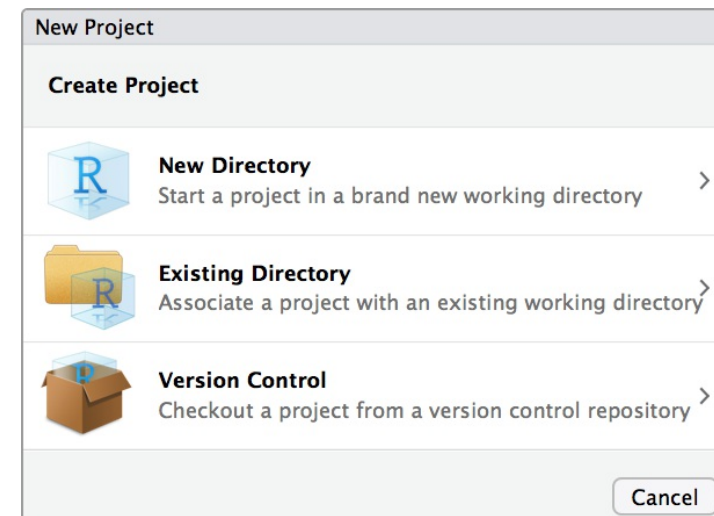 New Project
Create Project
R
New Directory
Start a project in a brand new working directory
R
Existing Directory
Associate a project with an existing working directory
R
Version Control
Checkout a project from a version control repository
Cancel